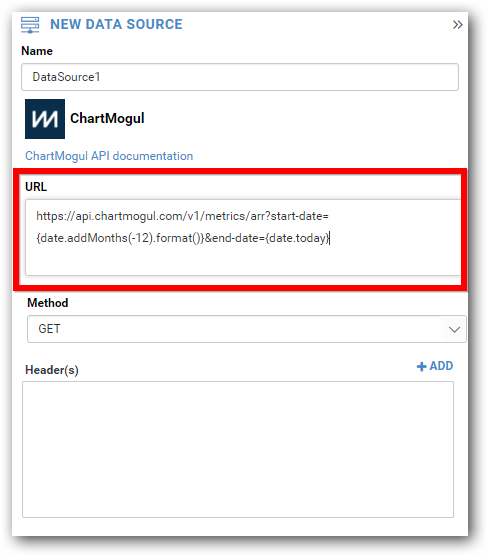 NEW DATA SOURCE
Name
DataSource1
ChartMogul
ChartMogul API documentation
URL
https://api.chartmogul.com/v1/metrics/arr?start-date=
{date.addMonths(-12).format()}&end-date={date.today}
Method
GET
Header(s)
ADD